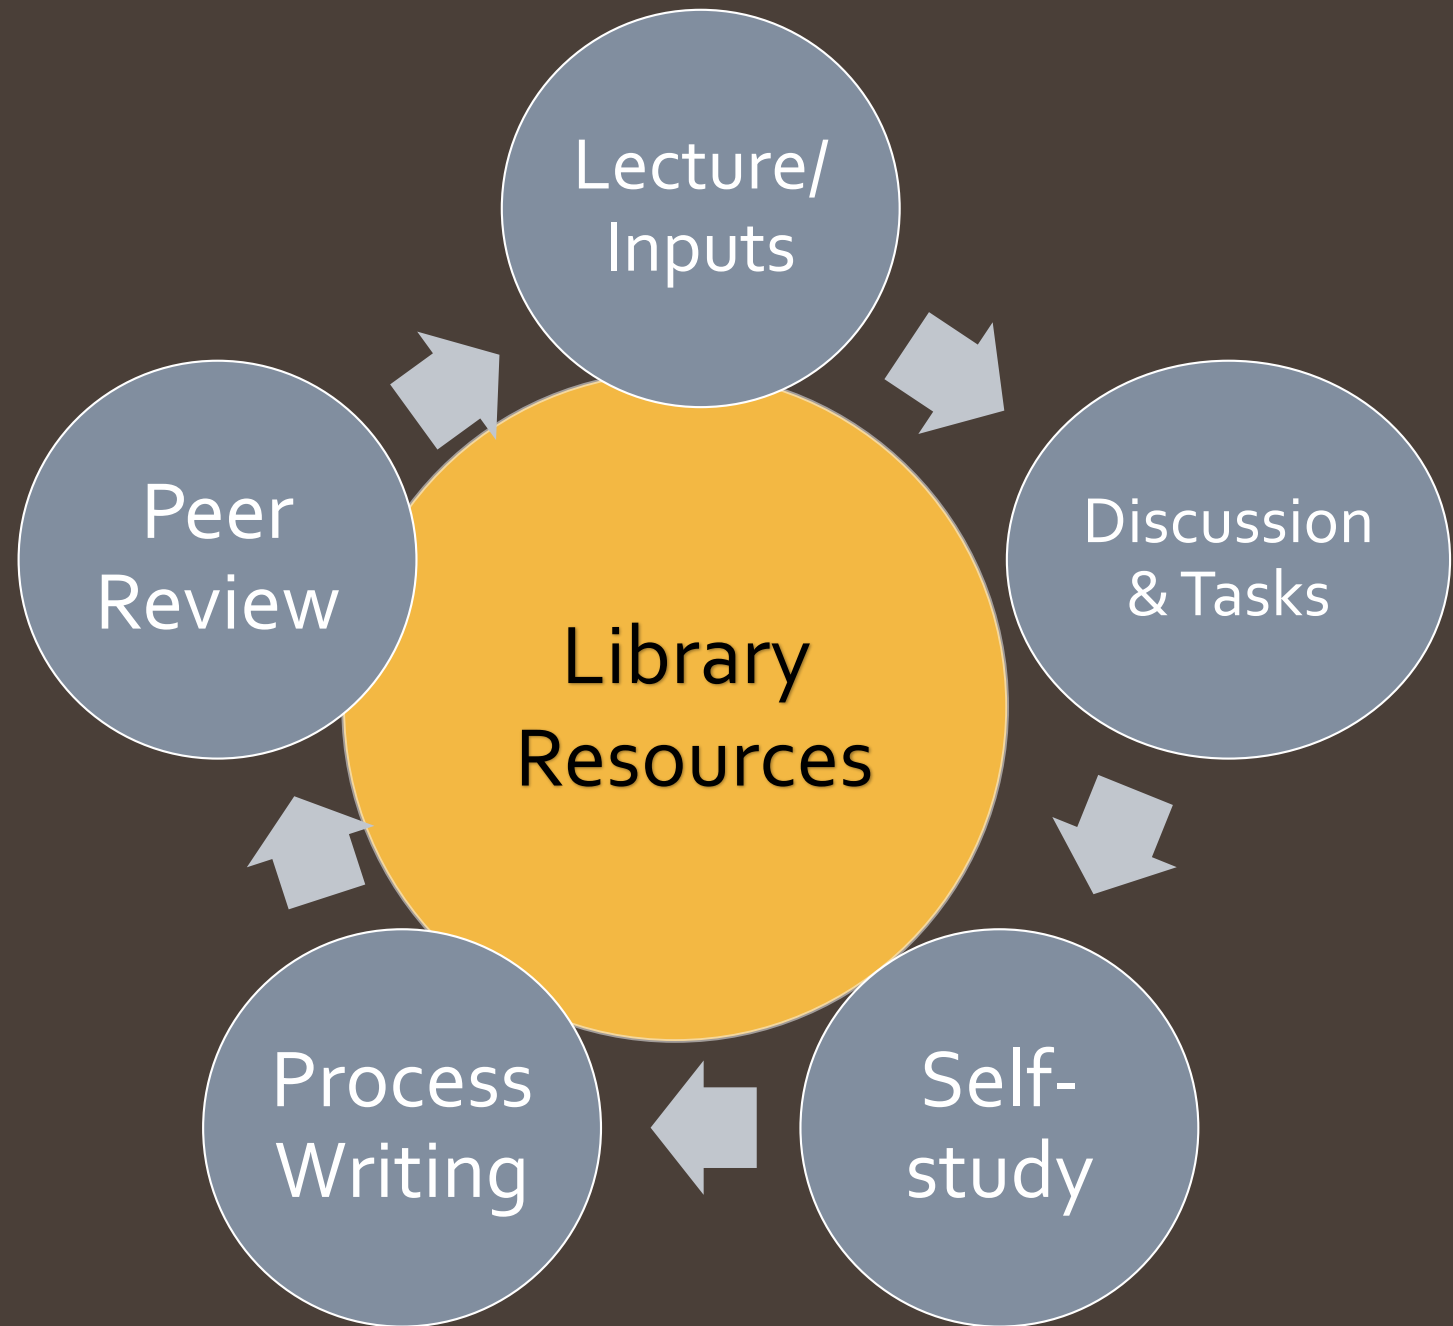 Lecture/
Inputs
Discussion
& Tasks
Self-
study
Process
Writing
Peer
Review
Library
Resources